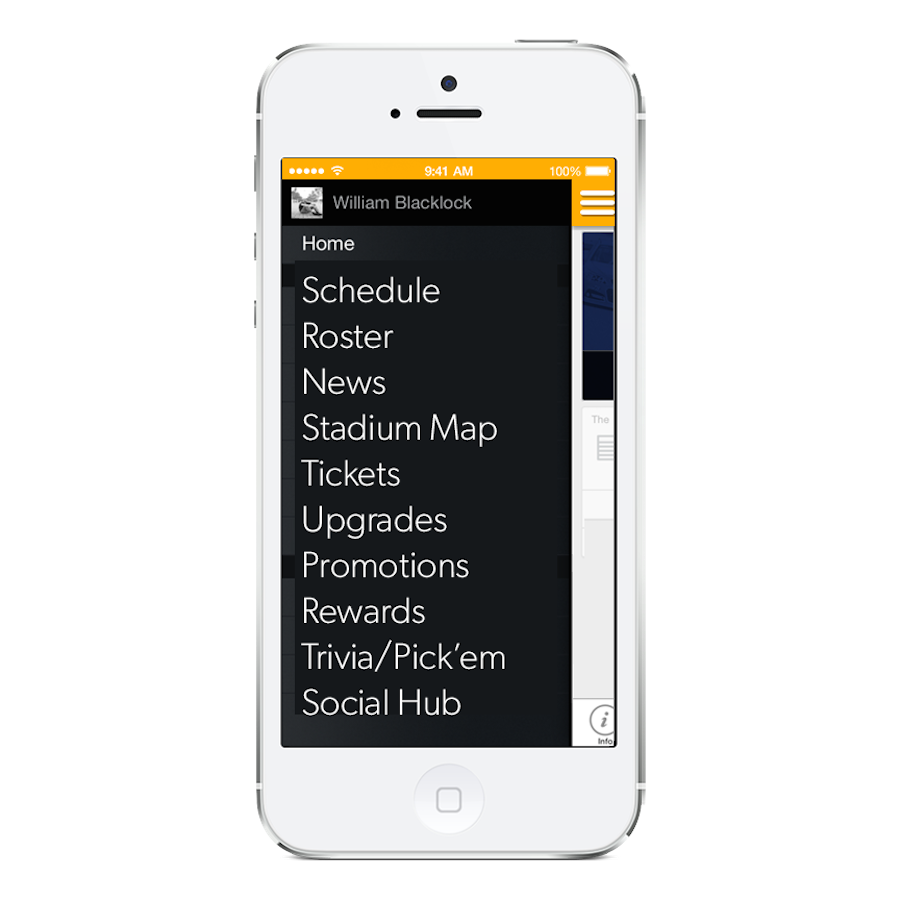 9:41 AM 100%
William Blacklock
Home
Schedule
Roster
News
Stadium Map
Tickets
Upgrades
Promotions
Rewards
Trivia/Pick’em
Social Hub
The
Info